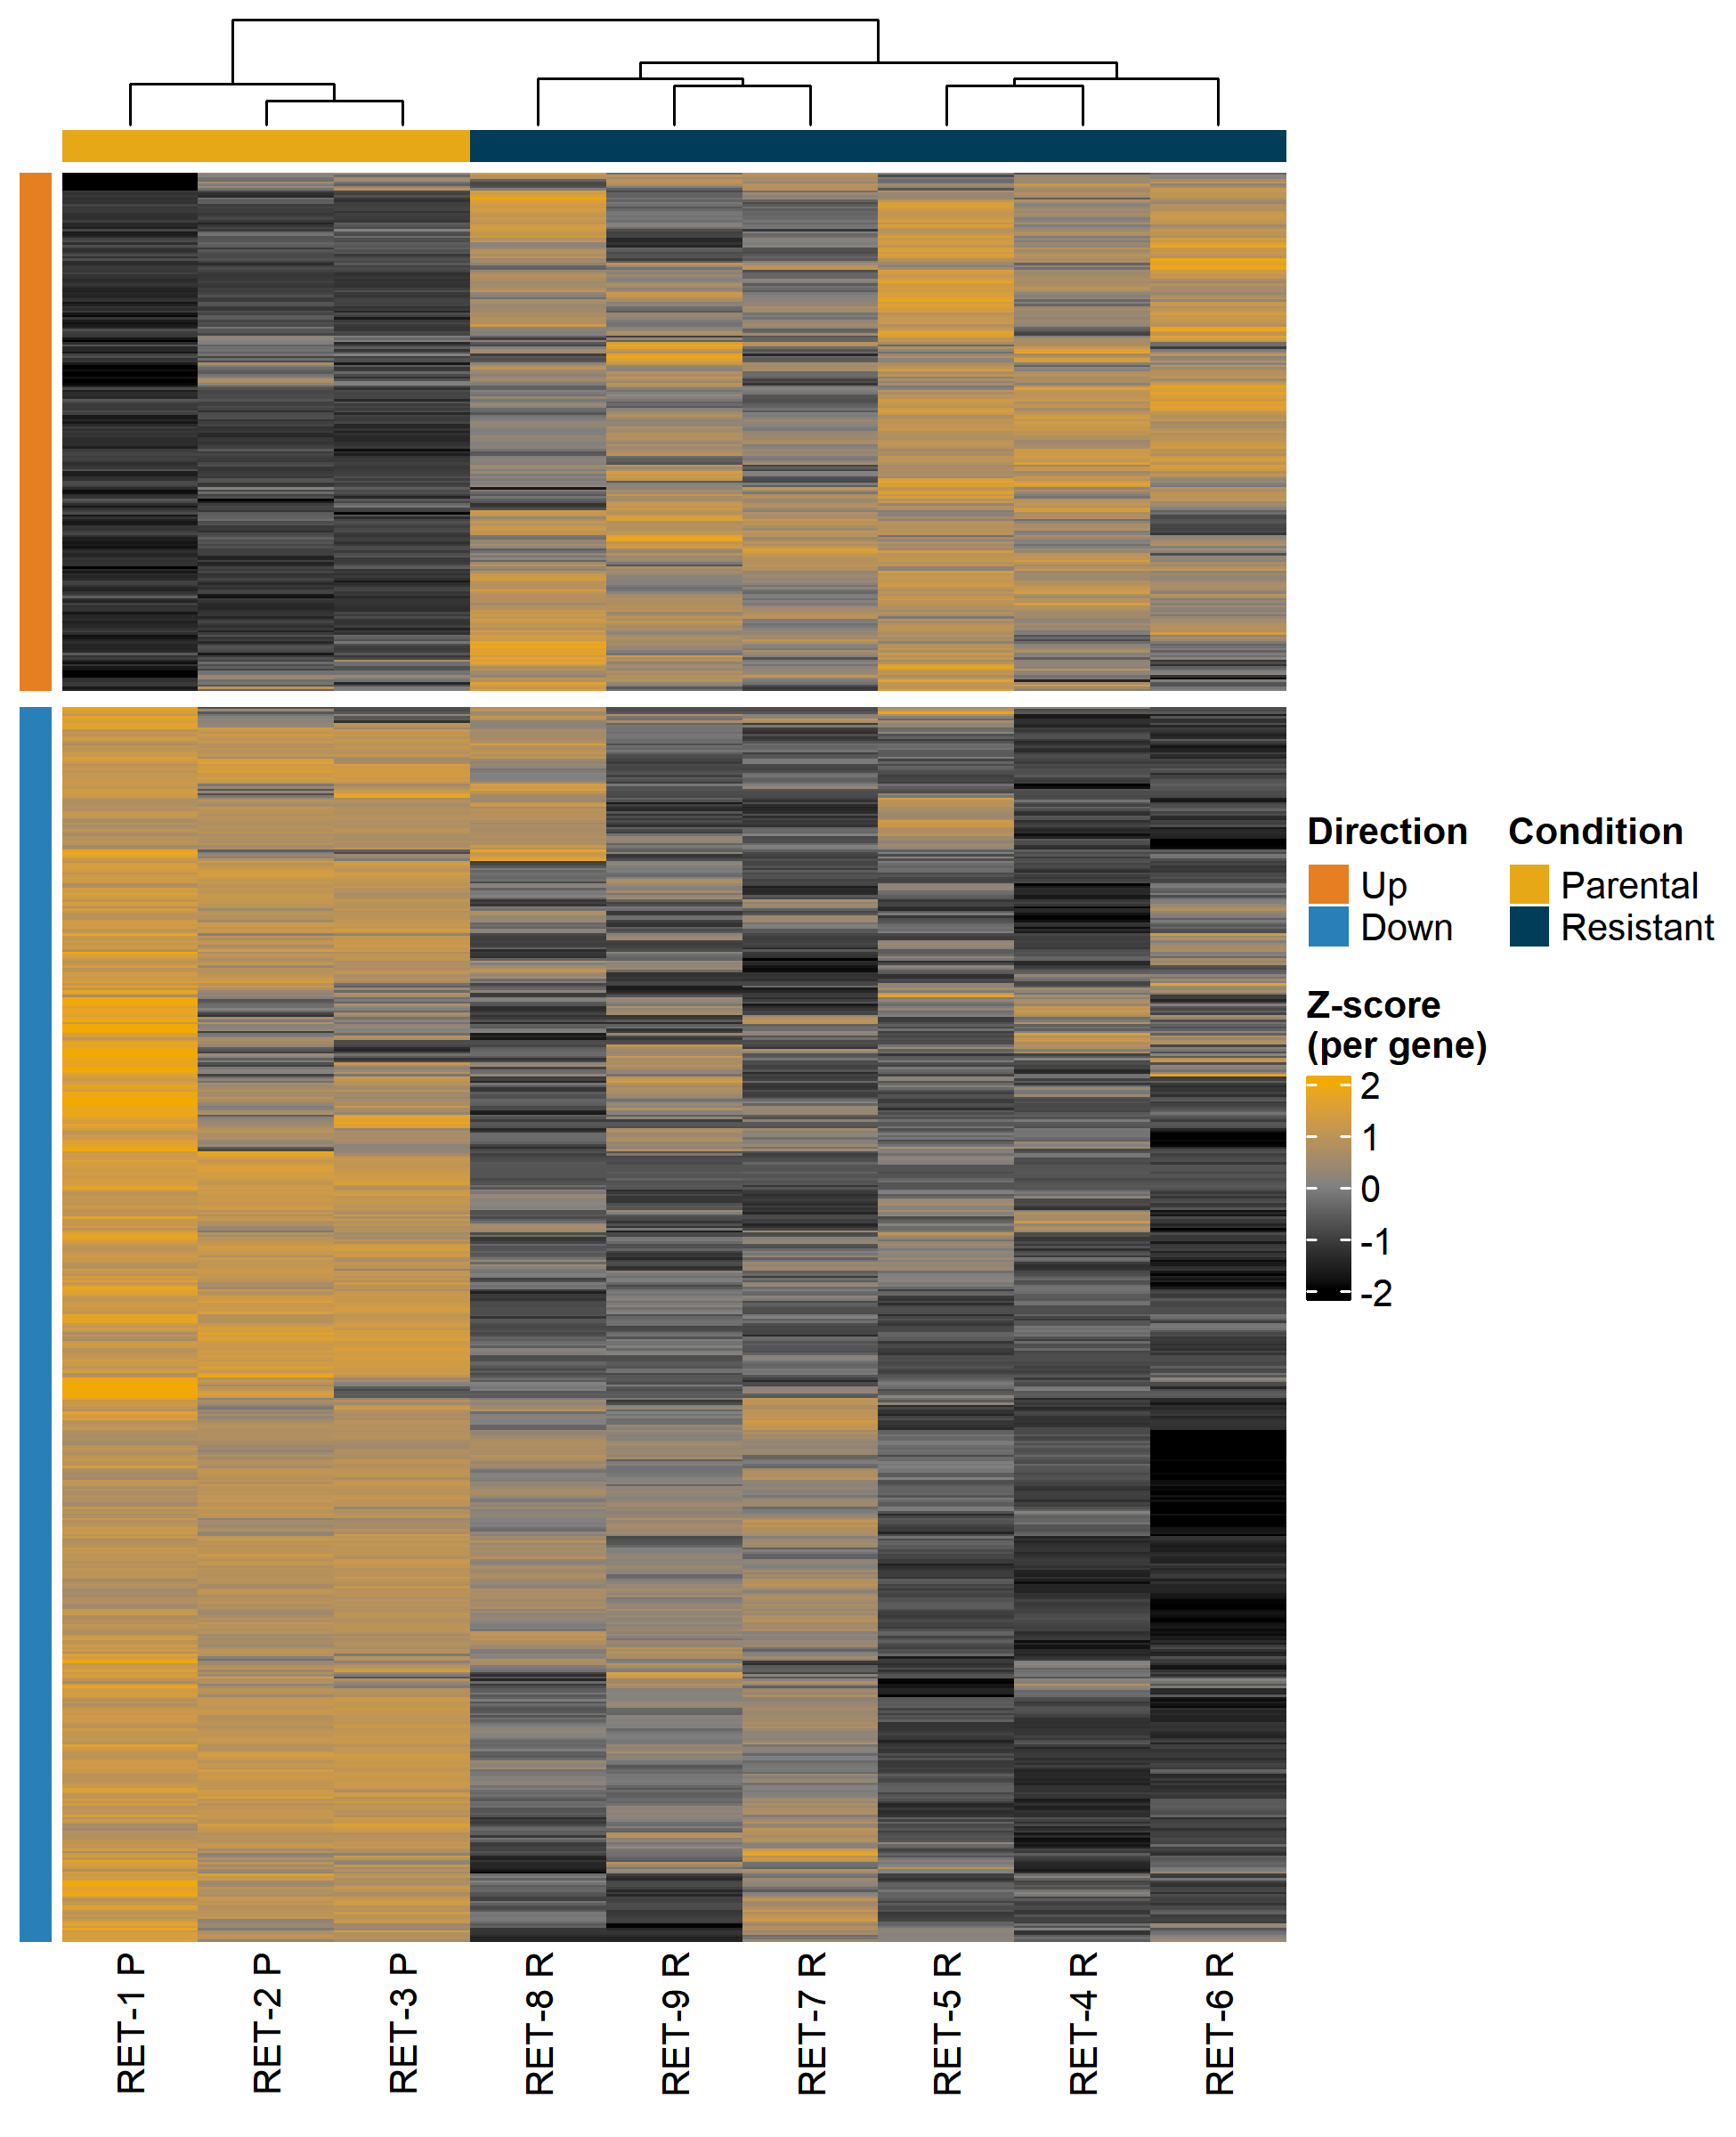 Direction
Up
Down
Condition
Parental
Resistant
Z-score
(per gene)
2
1
0
-1
-2
RET-1 P
RET-2 P
RET-3 P
RET-8 R
RET-9 R
RET-7 R
RET-5 R
RET-4 R
RET-6 R